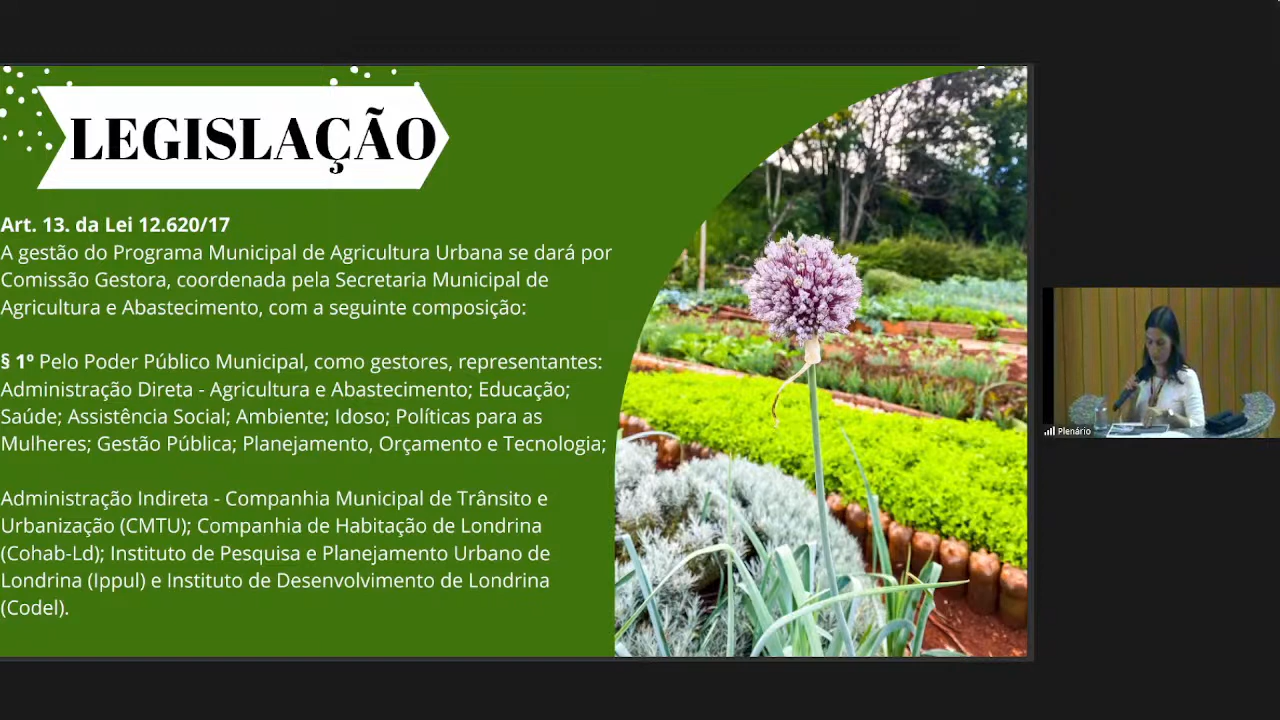 LEGISLAÇÃO
Art. 13. da Lei 12.620/17
A gestão do Programa Municipal de Agricultura Urbana se dará por
Comissão Gestora, coordenada pela Secretaria Municipal de
Agricultura e Abastecimento, com a seguinte composição:
§ 1º Pelo Poder Público Municipal, como gestores, representantes:
Administração Direta - Agricultura e Abastecimento; Educação;
Saúde; Assistência Social; Ambiente; Idoso; Políticas para as
Mulheres; Gestão Pública; Planejamento, Orçamento e Tecnologia;
Administração Indireta - Companhia Municipal de Trânsito e
Urbanização (CMTU); Companhia de Habitação de Londrina
(Cohab-Ld); Instituto de Pesquisa e Planejamento Urbano de
Londrina (Ippul) e Instituto de Desenvolvimento de Londrina
(Codel).
Plenário